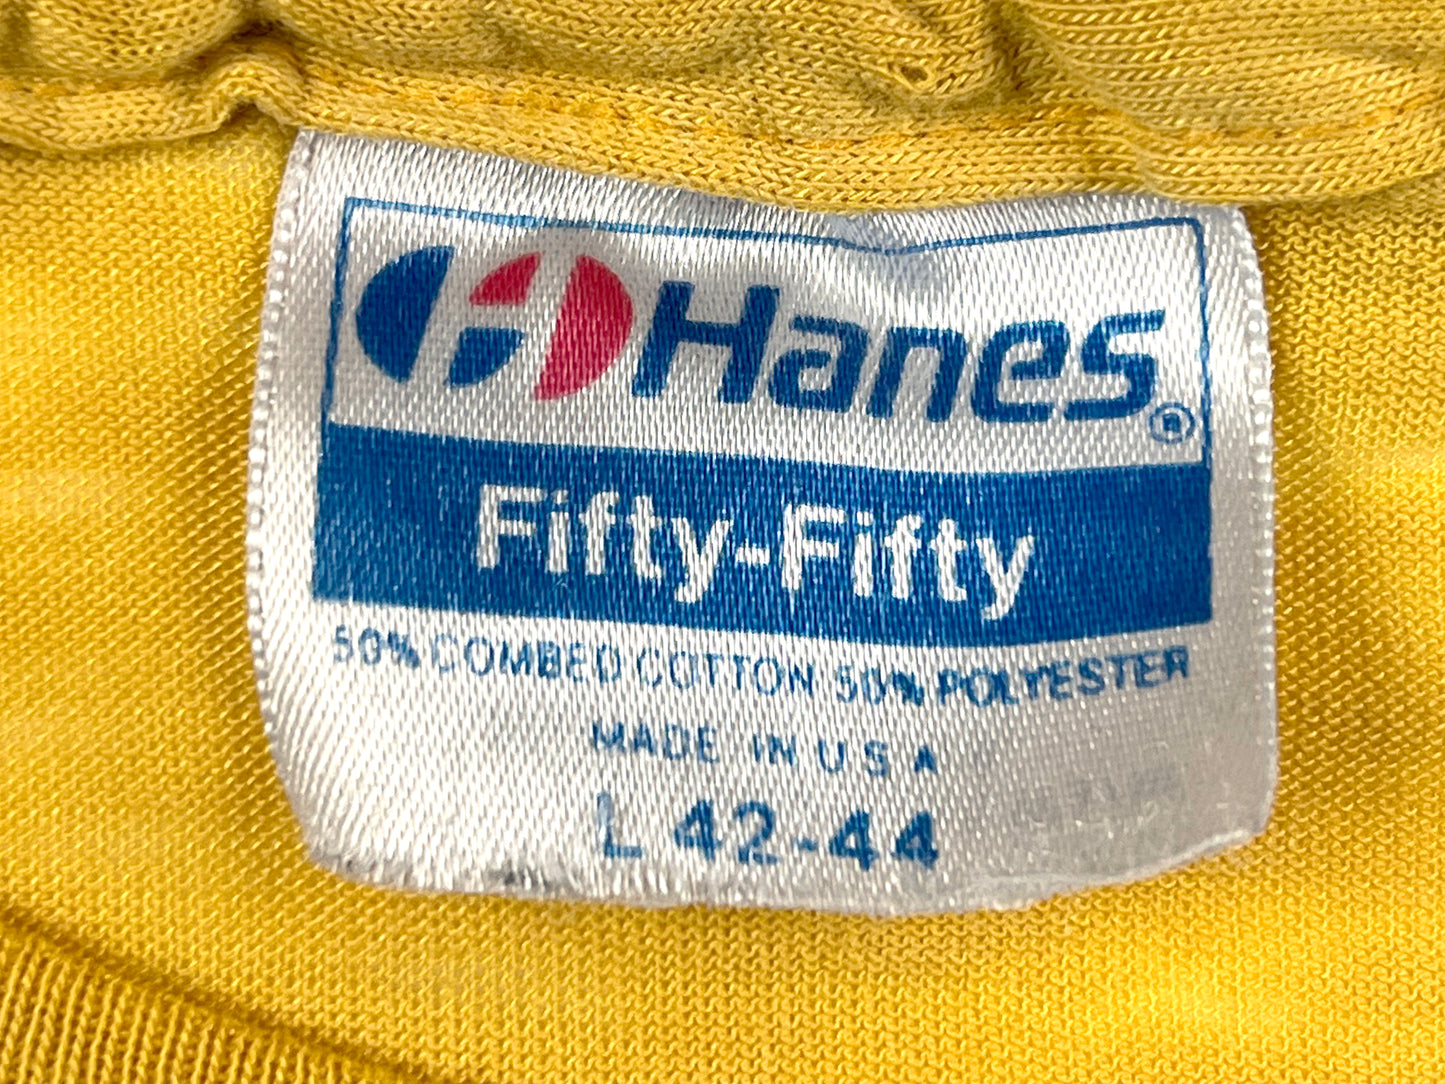 Hanes®
Fifty-Fifty
50% COMBED COTTON 50% POLYESTER
MADE IN U S A
L 42-44